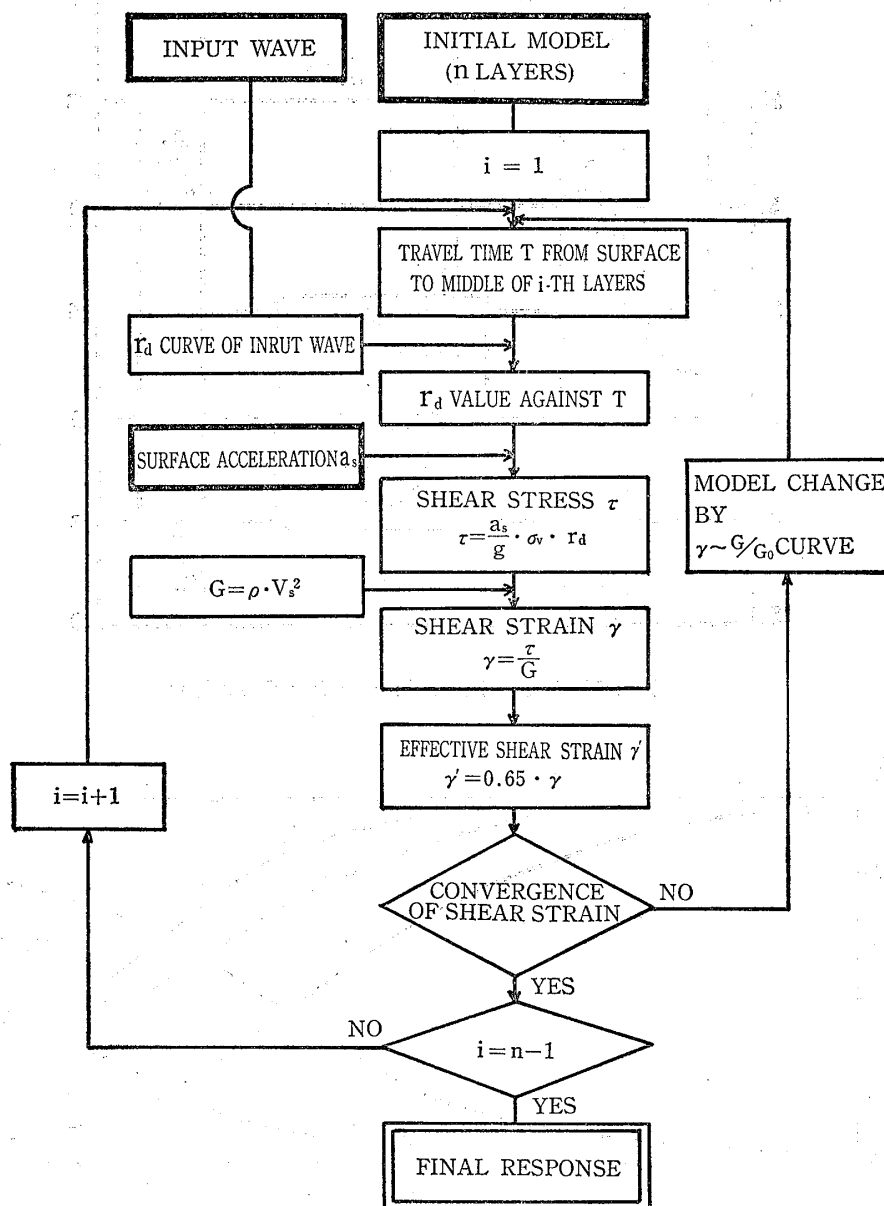 INPUT WAVE
INITIAL MODEL
(n LAYERS)
i = 1
TRAVEL TIME T FROM SURFACE
TO MIDDLE OF i-TH LAYERS
rd CURVE OF INRUT WAVE
rd VALUE AGAINST T
SURFACE ACCELERATION as
SHEAR STRESS τ
τ=as/g · σv · rd
MODEL CHANGE
BY
γ~G/G0 CURVE
G=ρ·Vs²
SHEAR STRAIN γ
γ=τ/G
EFFECTIVE SHEAR STRAIN γ'
γ'=0.65 · γ
i=i+1
CONVERGENCE
OF SHEAR STRAIN
NO
YES
NO
i=n-1
YES
FINAL RESPONSE